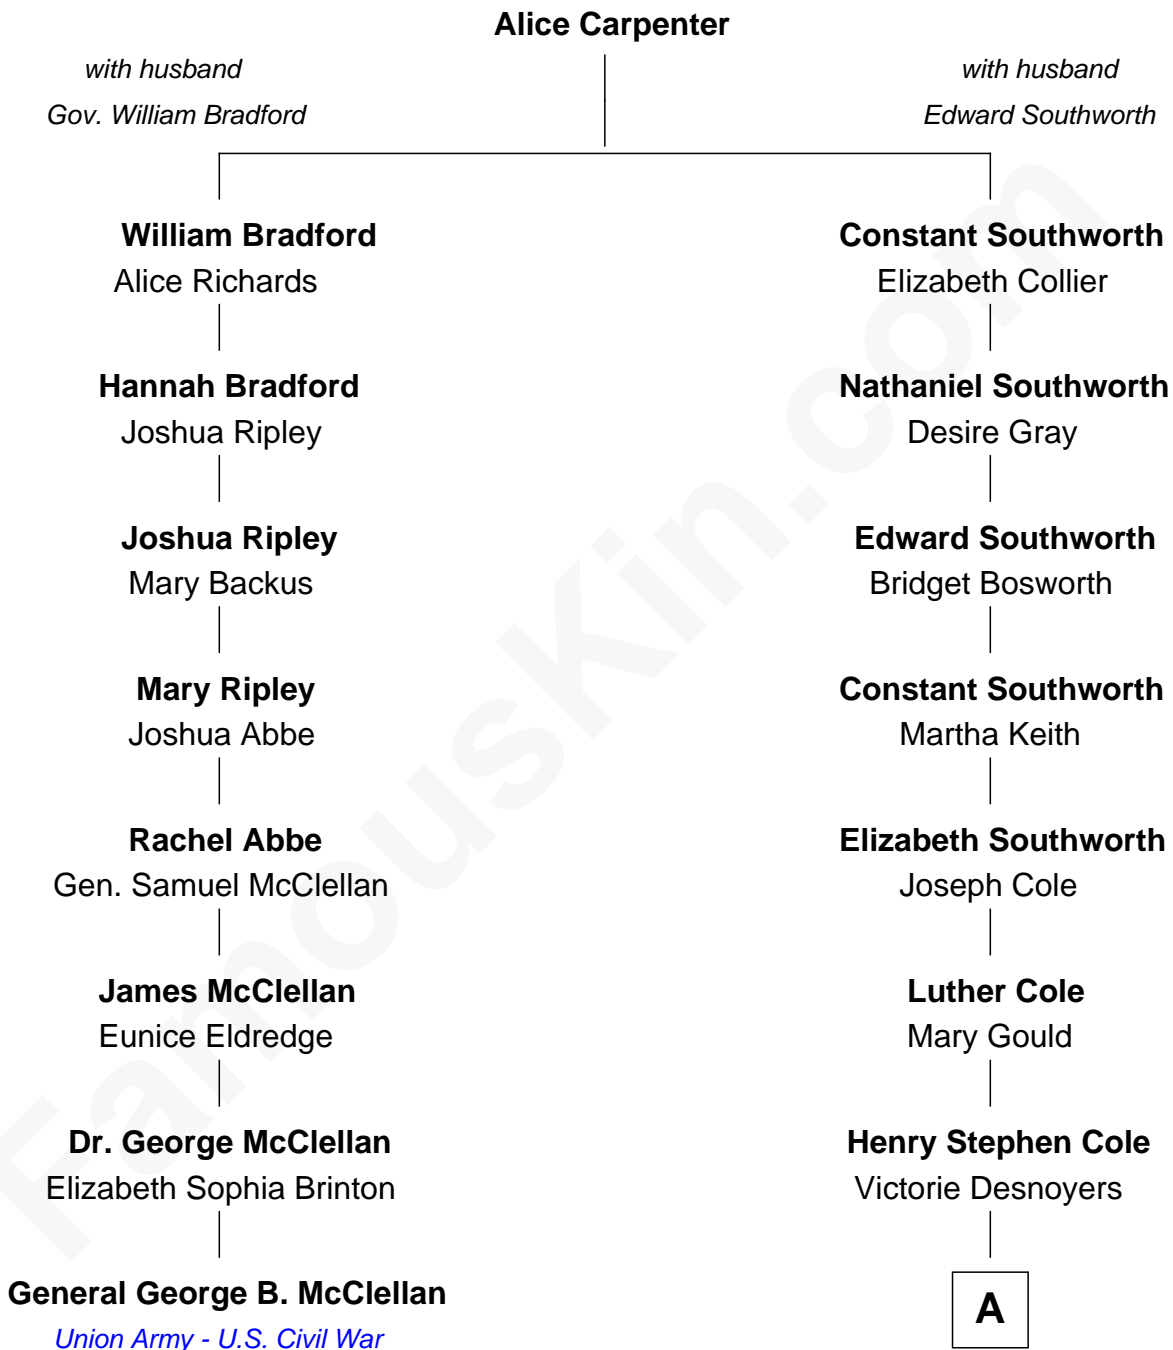 Alice Carpenter
with husband
Gov. William Bradford
with husband
Edward Southworth
William Bradford
Alice Richards
Constant Southworth
Elizabeth Collier
Hannah Bradford
Joshua Ripley
Nathaniel Southworth
Desire Gray
Joshua Ripley
Mary Backus
Edward Southworth
Bridget Bosworth
Mary Ripley
Joshua Abbe
Constant Southworth
Martha Keith
Rachel Abbe
Gen. Samuel McClellan
Elizabeth Southworth
Joseph Cole
James McClellan
Eunice Eldredge
Luther Cole
Mary Gould
Dr. George McClellan
Elizabeth Sophia Brinton
Henry Stephen Cole
Victorie Desnoyers
General George B. McClellan
Union Army - U.S. Civil War
A
FamousKin.com